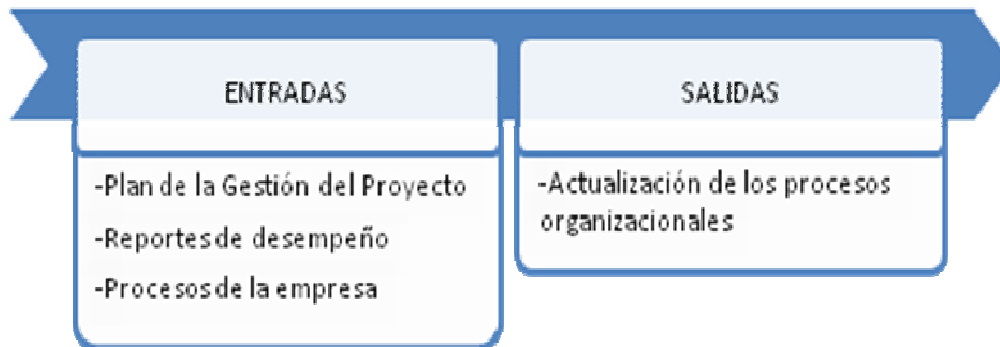 ENTRADAS
-Plan de la Gestión del Proyecto
-Reportes de desempeño
-Procesos de la empresa
SALIDAS
-Actualización de los procesos
organizacionales